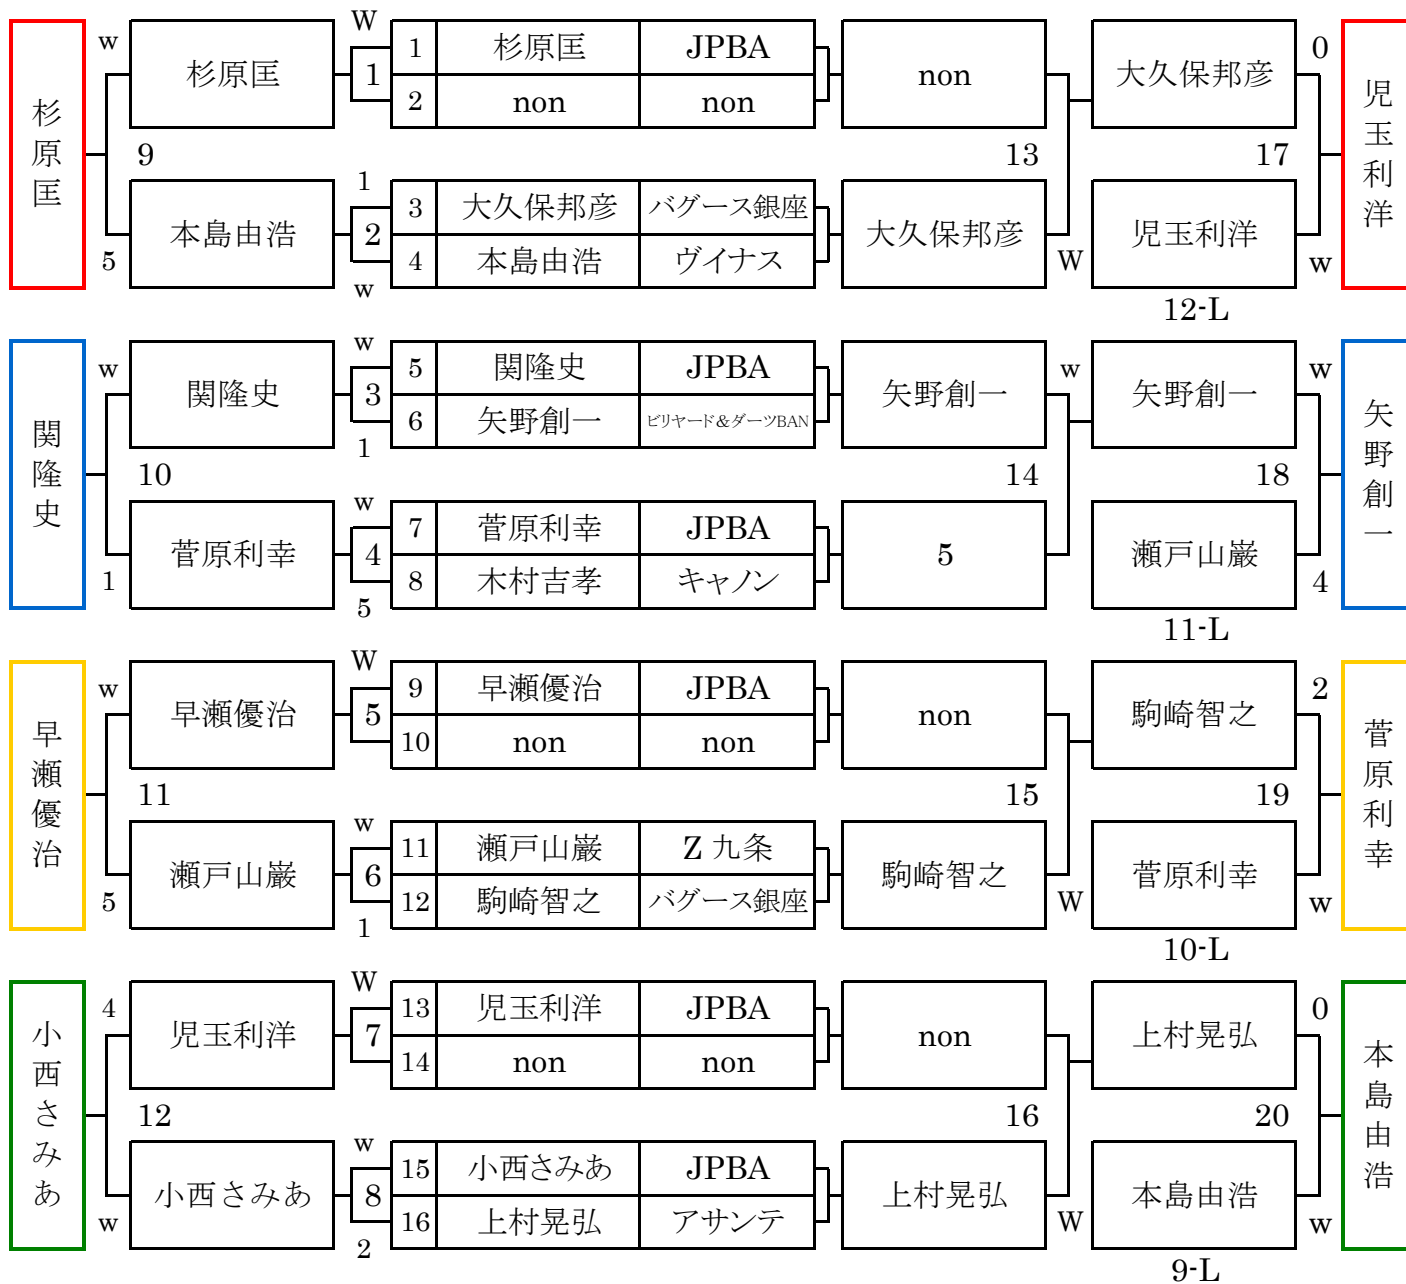 杉原匡
w
杉原匡
W
1
1
杉原匡
JPBA
2
non
non
non
大久保邦彦
0
児玉利洋
9
13
17
5
本島由浩
1
2
w
3
大久保邦彦
バグース銀座
4
本島由浩
ヴイナス
大久保邦彦
W
児玉利洋
w
12-L
関隆史
w
関隆史
w
3
1
5
関隆史
JPBA
6
矢野創一
ビリヤード&ダーツBAN
矢野創一
w
矢野創一
w
矢野創一
10
14
18
1
菅原利幸
w
4
5
7
菅原利幸
JPBA
8
木村吉孝
キャノン
5
瀬戸山巌
4
11-L
早瀬優治
w
早瀬優治
W
5
9
早瀬優治
JPBA
10
non
non
non
駒崎智之
2
菅原利幸
11
15
19
5
瀬戸山巌
w
6
1
11
瀬戸山巌
Z 九条
12
駒崎智之
バグース銀座
駒崎智之
W
菅原利幸
w
10-L
小西さみあ
4
児玉利洋
W
7
13
児玉利洋
JPBA
14
non
non
non
上村晃弘
0
本島由浩
12
16
20
w
小西さみあ
w
8
2
15
小西さみあ
JPBA
16
上村晃弘
アサンテ
上村晃弘
W
本島由浩
w
9-L